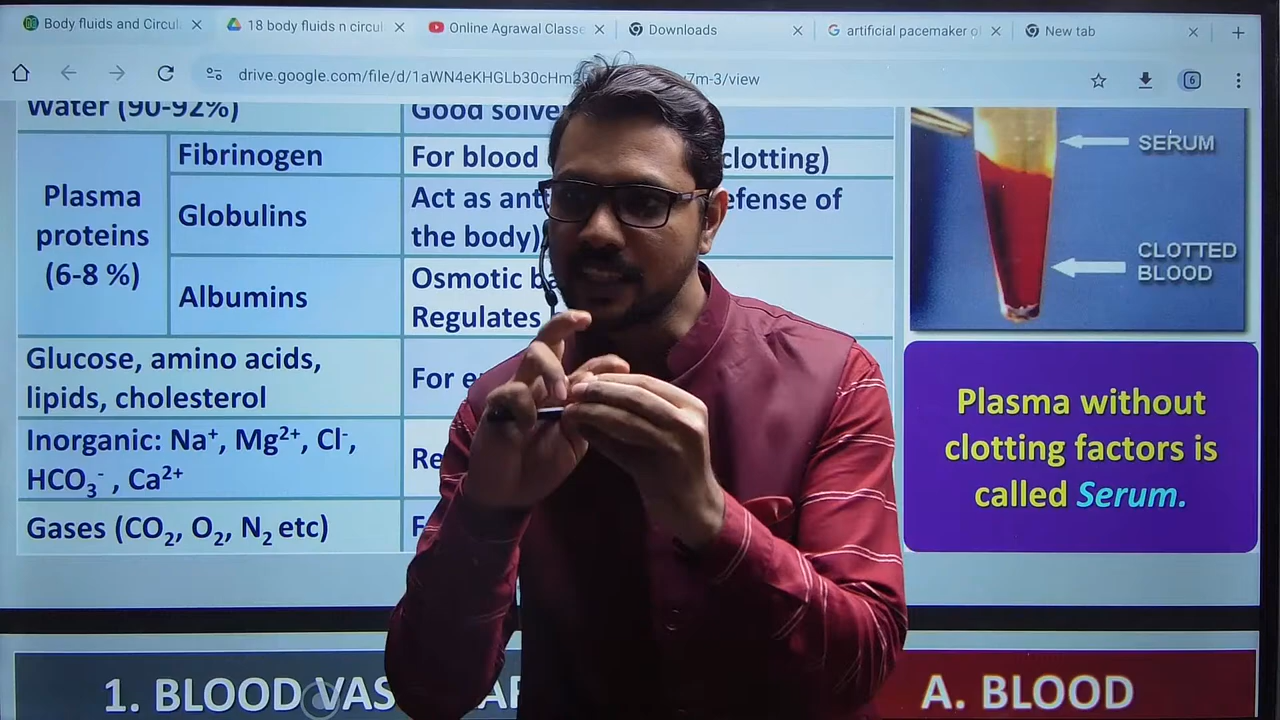 Body fluids and Circul
18 body fluids n circul
Online Agrawal Classe
Downloads
artificial pacemaker o
New tab
drive.google.com/file/d/1aWN4eKHGLb30cHm
7m-3/view
6
Water (90-92%)
Good solve
Plasma
proteins
(6-8 %)
Fibrinogen
For blood
clotting)
Globulins
Act as ant
efense of
the body)
Albumins
Osmotic ba
Regulates
Glucose, amino acids,
lipids, cholesterol
For e
Inorganic: Na⁺, Mg²⁺, Cl⁻,
HCO₃⁻ , Ca²⁺
Re
Gases (CO₂, O₂, N₂ etc)
F
SERUM
CLOTTED
BLOOD
Plasma without
clotting factors is
called Serum.
1. BLOOD VAS
AR
A. BLOOD